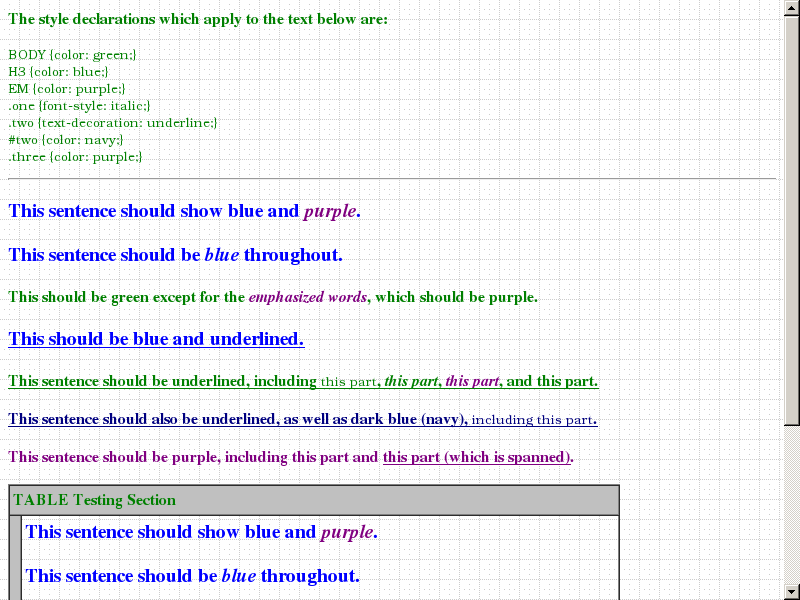 The style declarations which apply to the text below are:
BODY {color: green;}
H3 {color: blue;}
EM {color: purple;}
.one {font-style: italic;}
.two {text-decoration: underline;}
#two {color: navy;}
.three {color: purple;}
This sentence should show blue and purple.
This sentence should be blue throughout.
This should be green except for the emphasized words, which should be purple.
This should be blue and underlined.
This sentence should be underlined, including this part, this part, this part, and this part.
This sentence should also be underlined, as well as dark blue (navy), including this part.
This sentence should be purple, including this part and this part (which is spanned).
TABLE Testing Section
This sentence should show blue and purple.
This sentence should be blue throughout.